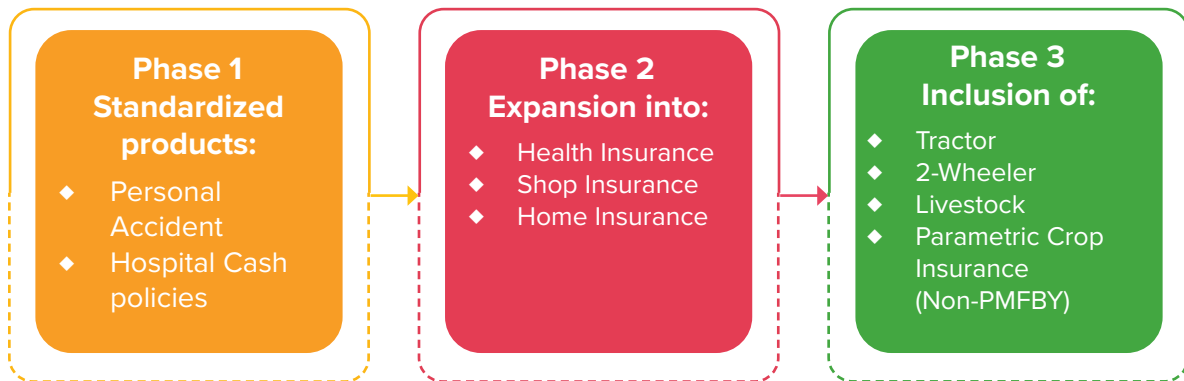 Phase 1
Standardized
products:
◆ Personal
Accident
◆ Hospital Cash
policies
Phase 2
Expansion into:
◆ Health Insurance
◆ Shop Insurance
◆ Home Insurance
Phase 3
Inclusion of:
◆ Tractor
◆ 2-Wheeler
◆ Livestock
◆ Parametric Crop
Insurance
(Non-PMFBY)